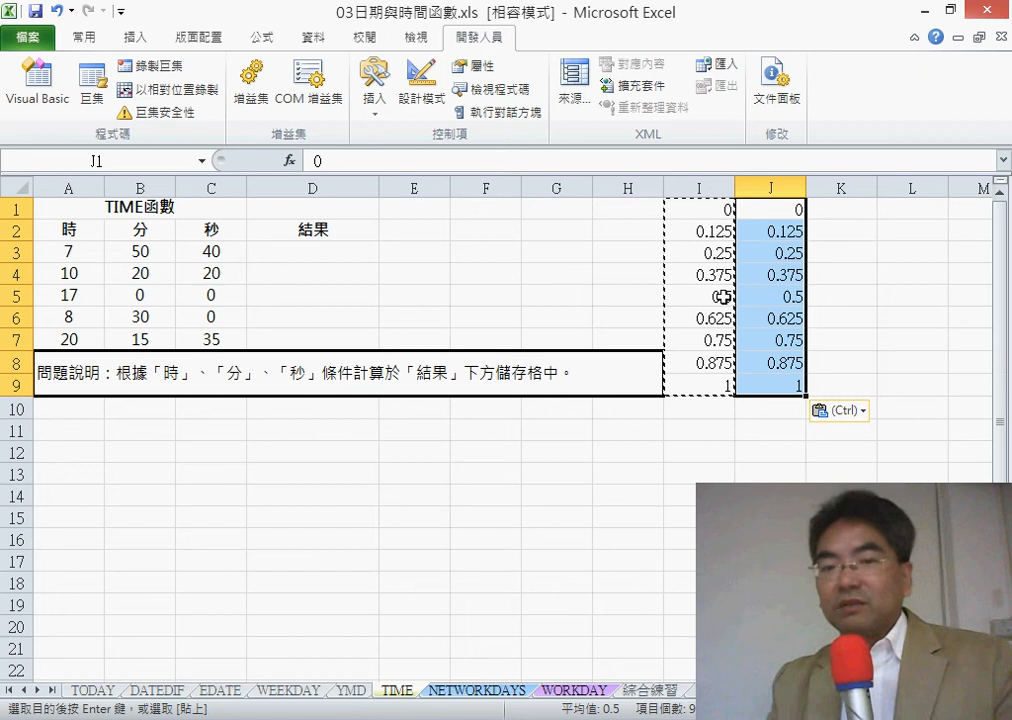 03日期與時間函數.xls [相容模式] - Microsoft Excel
檔案 常用 插入 版面配置 公式 資料 校閱 檢視 開發人員
Visual Basic 巨集 錄製巨集 以相對位置錄製 巨集安全性 程式碼
增益集 COM 增益集 增益集
插入 設計模式 屬性 檢視程式碼 執行對話方塊 控制項
來源... 對應內容 擴充套件 重新整理資料 匯入 匯出 XML
文件面板 修改
J1 fx 0
A B C D E F G H I J K L M
1 TIME函數 0 0
2 時 分 秒 結果 0.125 0.125
3 7 50 40 0.25 0.25
4 10 20 20 0.375 0.375
5 17 0 0 0.5
6 8 30 0 0.625 0.625
7 20 15 35 0.75 0.75
8 0.875 0.875
問題說明：根據「時」、「分」、「秒」條件計算於「結果」下方儲存格中。
9 1 1
10 (Ctrl)
11
12
13
14
15
16
17
18
19
20
21
22
TODAY DATEDIF EDATE WEEKDAY YMD TIME NETWORKDAYS WORKDAY 綜合練習
選取目的後按 Enter 鍵，或選取 [貼上] 平均值: 0.5 項目個數: 9